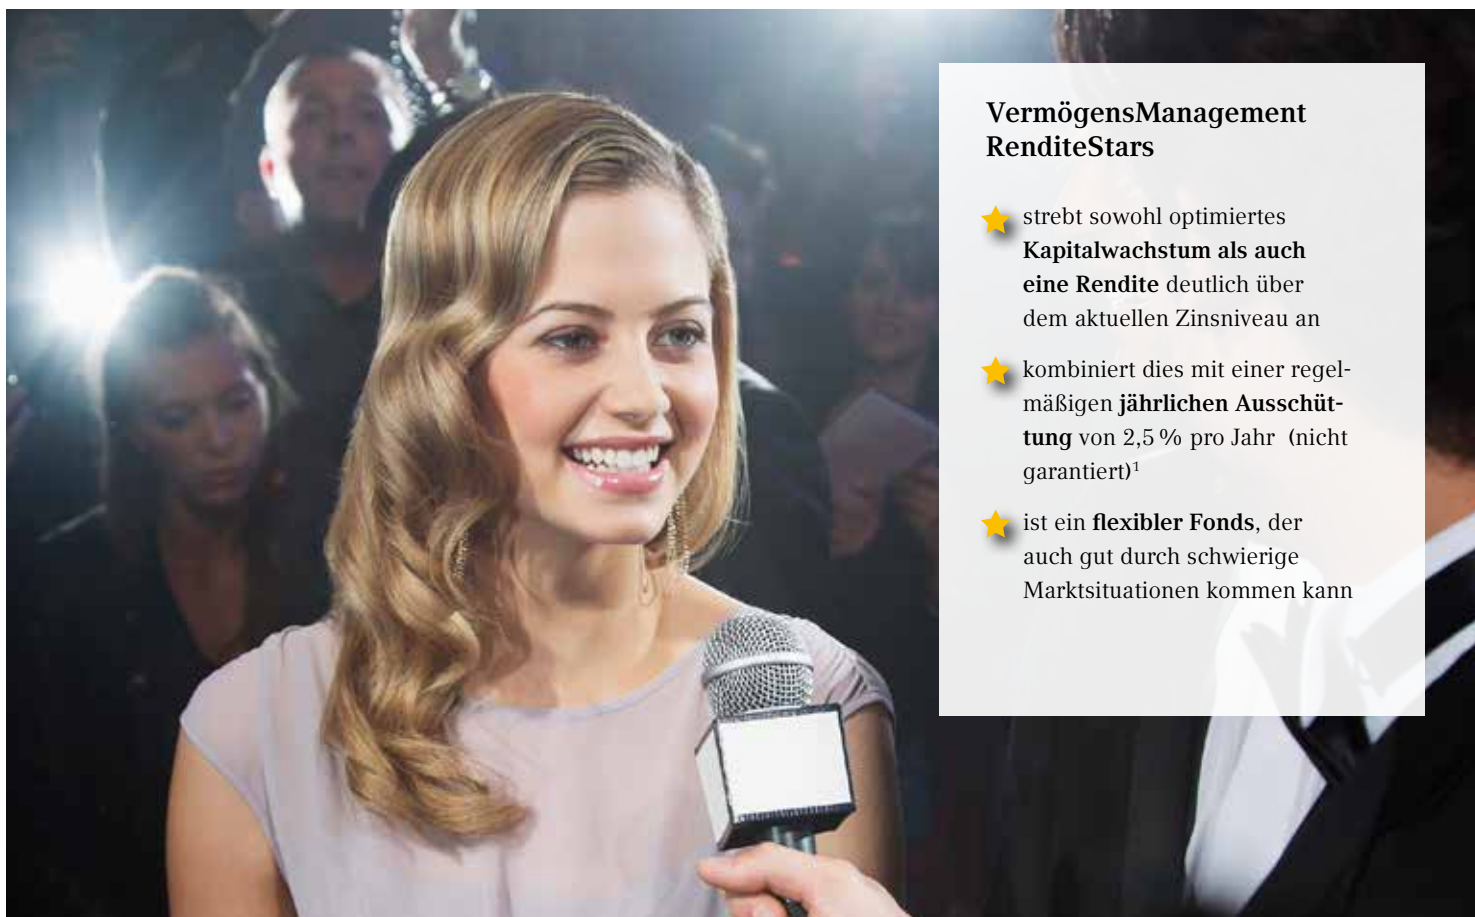 VermögensManagement
RenditeStars
strebt sowohl optimiertes
Kapitalwachstum als auch
eine Rendite deutlich über
dem aktuellen Zinsniveau an
kombiniert dies mit einer regel-
mäßigen jährlichen Ausschüt-
tung von 2,5 % pro Jahr (nicht
garantiert)¹
ist ein flexibler Fonds, der
auch gut durch schwierige
Marktsituationen kommen kann